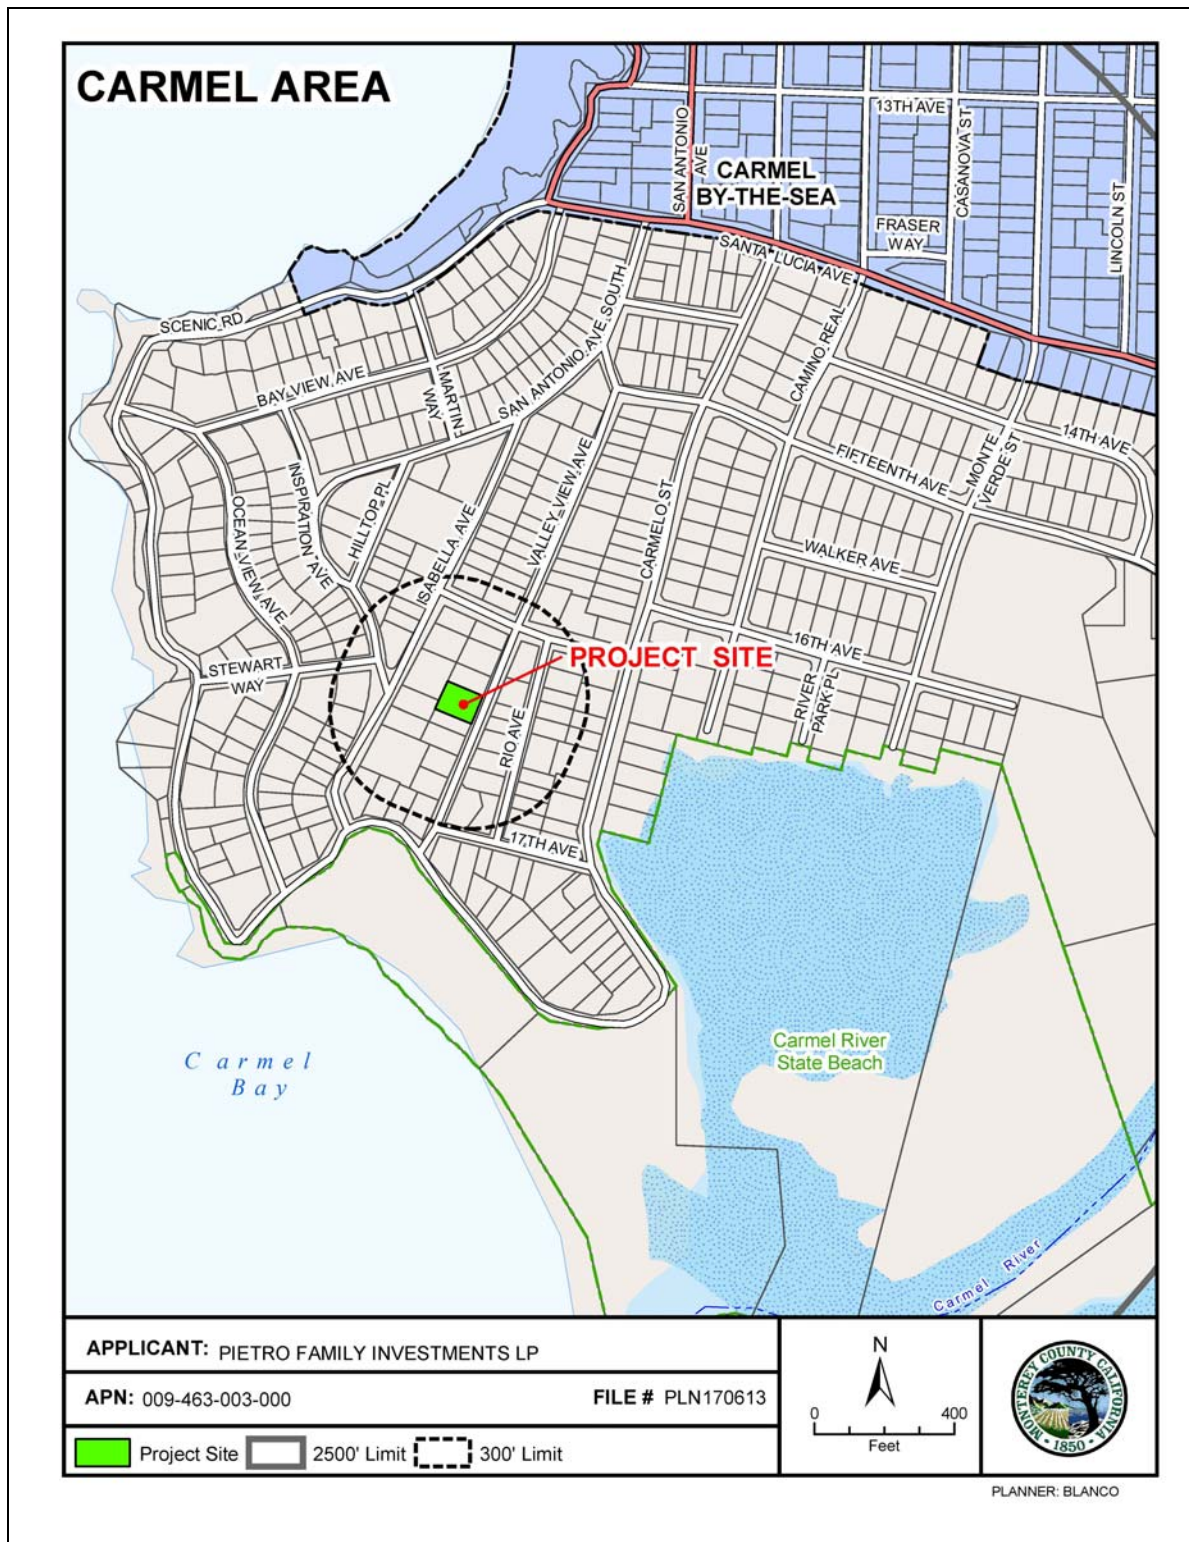 CARMEL AREA
13TH AVE
SAN ANTONIO
AVE
CASANOVA ST
CARMEL
BY-THE-SEA
FRASER
WAY
LINCOLN ST
SANTA LUCIA AVE
SCENIC RD
SAN ANTONIO AVE SOUTH
CAMINO REAL
BAY VIEW AVE
MARTIN
WAY
14TH AVE
MONTE
VERDE ST
FIFTEENTH AVE
VALLEY VIEW AVE
INSPIRATION AVE
OCEAN VIEW AVE
HILLTOP PL
ISABELLA AVE
CARMELO ST
WALKER AVE
16TH AVE
PROJECT SITE
STEWART
WAY
RIVER
PARK PL
RIO AVE
17TH AVE
Carmel River
State Beach
Carmel
Bay
Carmel River
APPLICANT: PIETRO FAMILY INVESTMENTS LP
APN: 009-463-003-000
FILE # PLN170613
Project Site
2500' Limit
300' Limit
N
0 400
Feet
MONTEREY COUNTY CALIFORNIA
1850
PLANNER: BLANCO